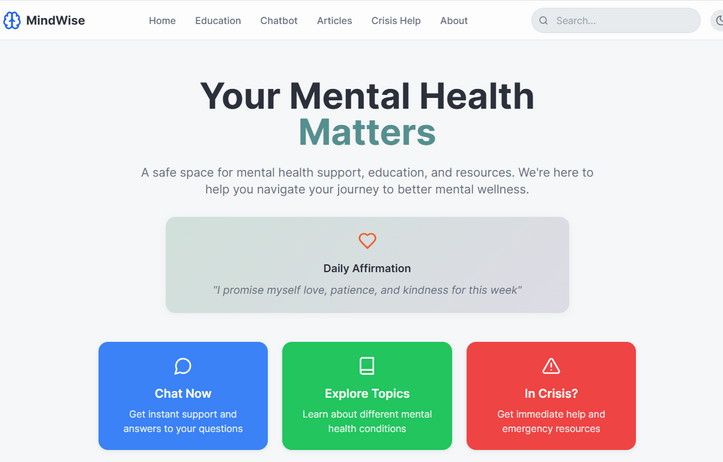 MindWise
Home Education Chatbot Articles Crisis Help About
Search...
Your Mental Health
Matters
A safe space for mental health support, education, and resources. We're here to
help you navigate your journey to better mental wellness.
Daily Affirmation
"I promise myself love, patience, and kindness for this week"
Chat Now
Get instant support and
answers to your questions
Explore Topics
Learn about different mental
health conditions
In Crisis?
Get immediate help and
emergency resources